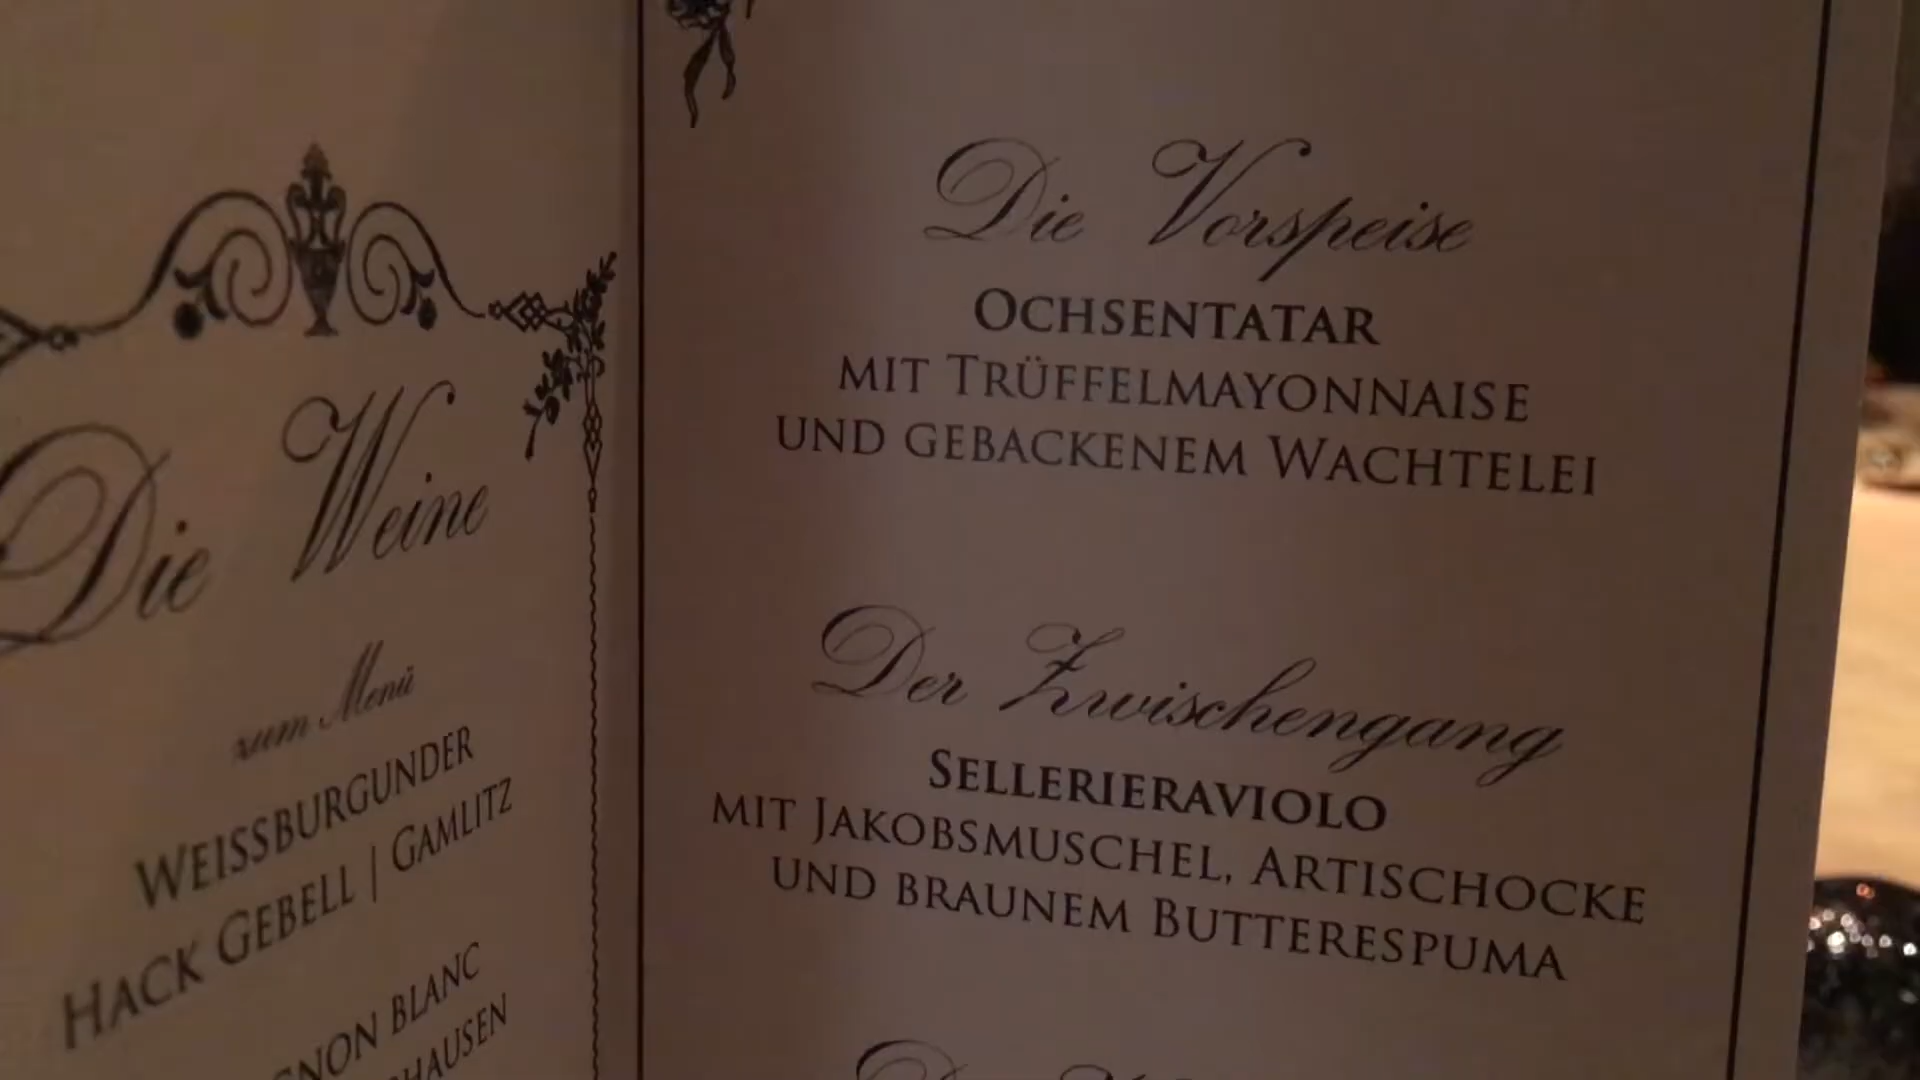 Die Weine
zum Menü
Weissburgunder
Hack Gebell | Gamlitz
Blanc
Die Vorspeise
Ochsentatar
mit Trüffelmayonnaise
und gebackenem Wachtelei
Der Zwischengang
Sellerieraviolo
mit Jakobsmuschel, Artischocke
und braunem Butterespuma